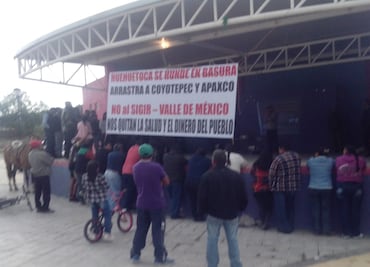 HUEHUETOCA SE HUNDE EN BASURA
ARRASTRA A COYOTEPEC Y APAXCO
NO al SIGIR – VALLE DE MÉXICO
NOS QUITAN LA SALUD Y EL DINERO DEL PUEBLO